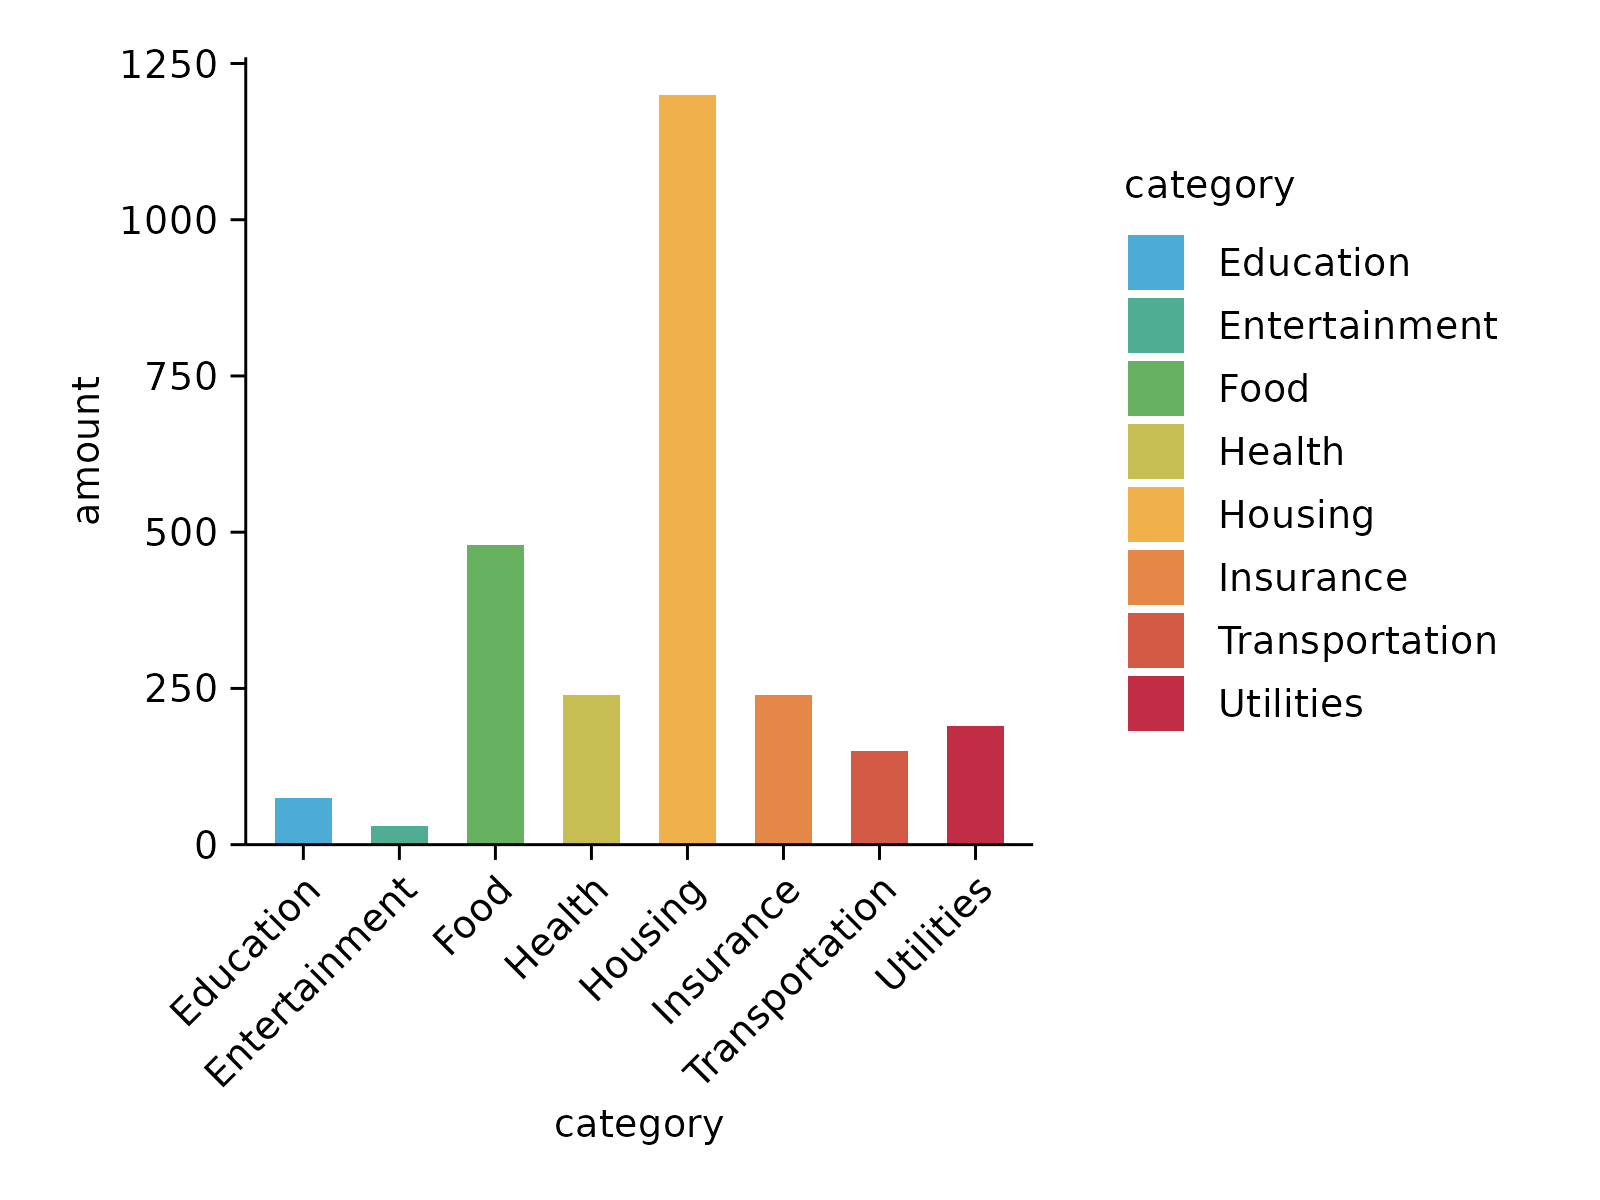 1250
1000
750
500
250
0
amount
Education
Entertainment
Food
Health
Housing
Insurance
Transportation
Utilities
category
category
Education
Entertainment
Food
Health
Housing
Insurance
Transportation
Utilities